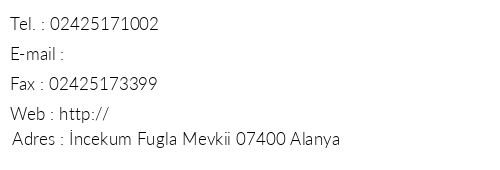 Tel. : 02425171002
E-mail :
Fax : 02425173399
Web : http://
Adres : İncekum Fugla Mevkii 07400 Alanya